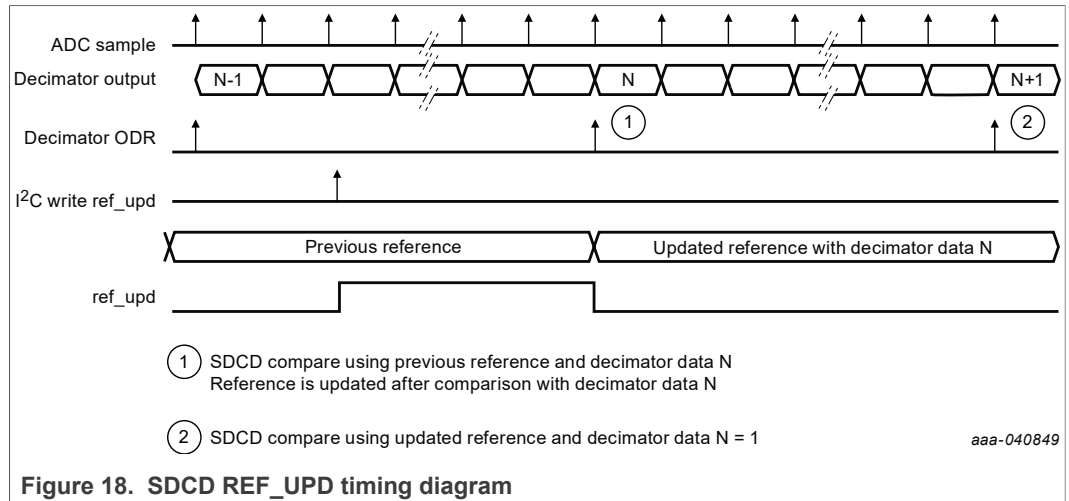 ADC sample
Decimator output
N-1
N
N+1
1
2
Decimator ODR
I2C write ref_upd
Previous reference
Updated reference with decimator data N
ref_upd
1 SDCD compare using previous reference and decimator data N
Reference is updated after comparison with decimator data N
2 SDCD compare using updated reference and decimator data N = 1
aaa-040849
Figure 18. SDCD REF_UPD timing diagram